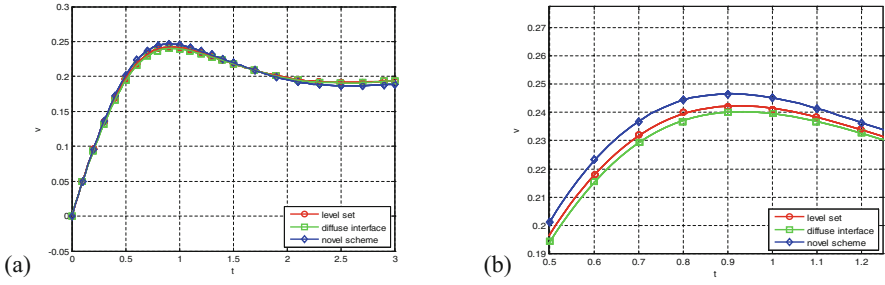 0.3
0.25
0.2
0.15
0.1
0.05
0
-0.05
v
0
0.5
1
1.5
2
2.5
3
t
level set
diffuse interface
novel scheme
(a)
0.27
0.26
0.25
0.24
0.23
0.22
0.21
0.2
0.19
v
0.5
0.6
0.7
0.8
0.9
1
1.1
1.2
t
level set
diffuse interface
novel scheme
(b)